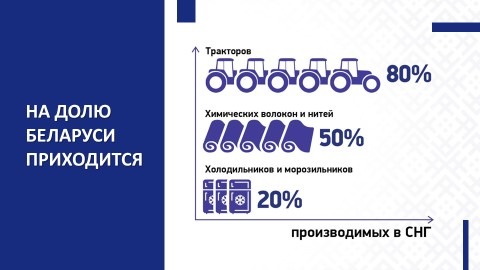 НА ДОЛЮ
БЕЛАРУСИ
ПРИХОДИТСЯ
Тракторов
80%
Химических волокон и нитей
50%
Холодильников и морозильников
20%
производимых в СНГ